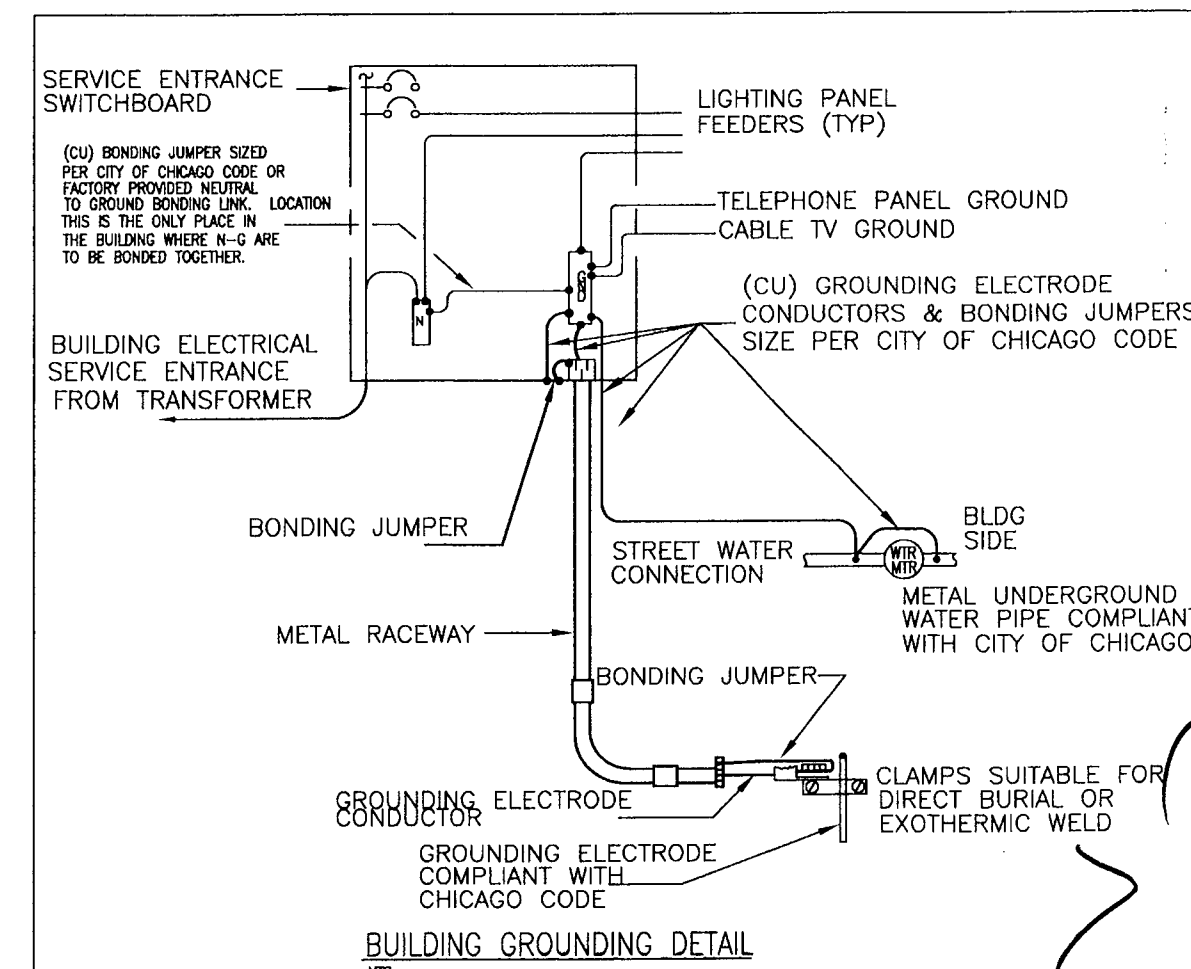 SERVICE ENTRANCE
SWITCHBOARD
LIGHTING PANEL
FEEDERS (TYP)
(CU) BONDING JUMPER SIZED
PER CITY OF CHICAGO CODE OR
FACTORY PROVIDED NEUTRAL
TO GROUND BONDING LINK. LOCATION
THIS IS THE ONLY PLACE IN
THE BUILDING WHERE N-G ARE
TO BE BONDED TOGETHER.
TELEPHONE PANEL GROUND
CABLE TV GROUND
(CU) GROUNDING ELECTRODE
CONDUCTORS & BONDING JUMPERS
SIZE PER CITY OF CHICAGO CODE
N
BUILDING ELECTRICAL
SERVICE ENTRANCE
FROM TRANSFORMER
BONDING JUMPER
STREET WATER
CONNECTION
WTR
MTR
BLDG
SIDE
METAL UNDERGROUND
WATER PIPE COMPLIANT
WITH CITY OF CHICAGO
METAL RACEWAY
BONDING JUMPER
GROUNDING ELECTRODE
CONDUCTOR
CLAMPS SUITABLE FOR
DIRECT BURIAL OR
EXOTHERMIC WELD
GROUNDING ELECTRODE
COMPLIANT WITH
CHICAGO CODE
BUILDING GROUNDING DETAIL